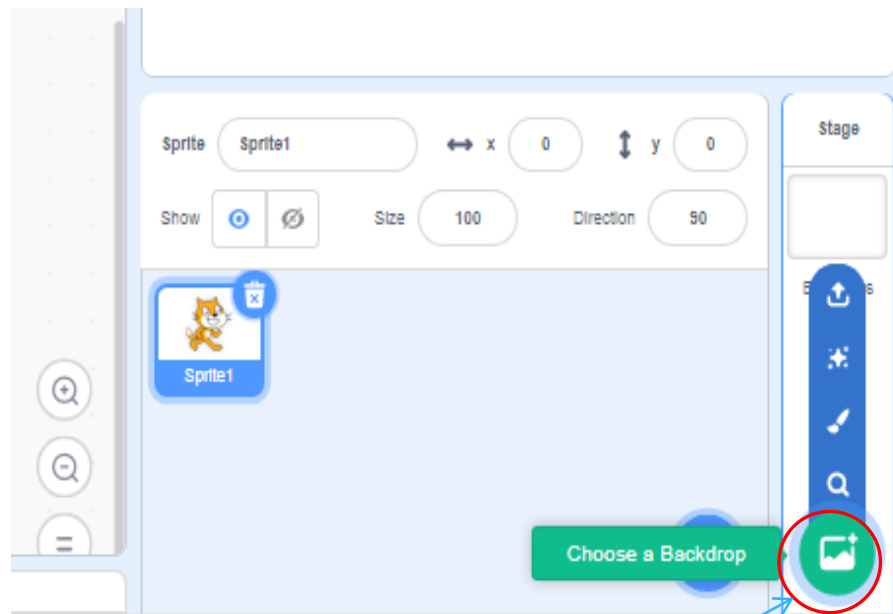 Sprite Sprite1 x 0 y 0
Show Size 100 Direction 90
Sprite1
Stage
Choose a Backdrop